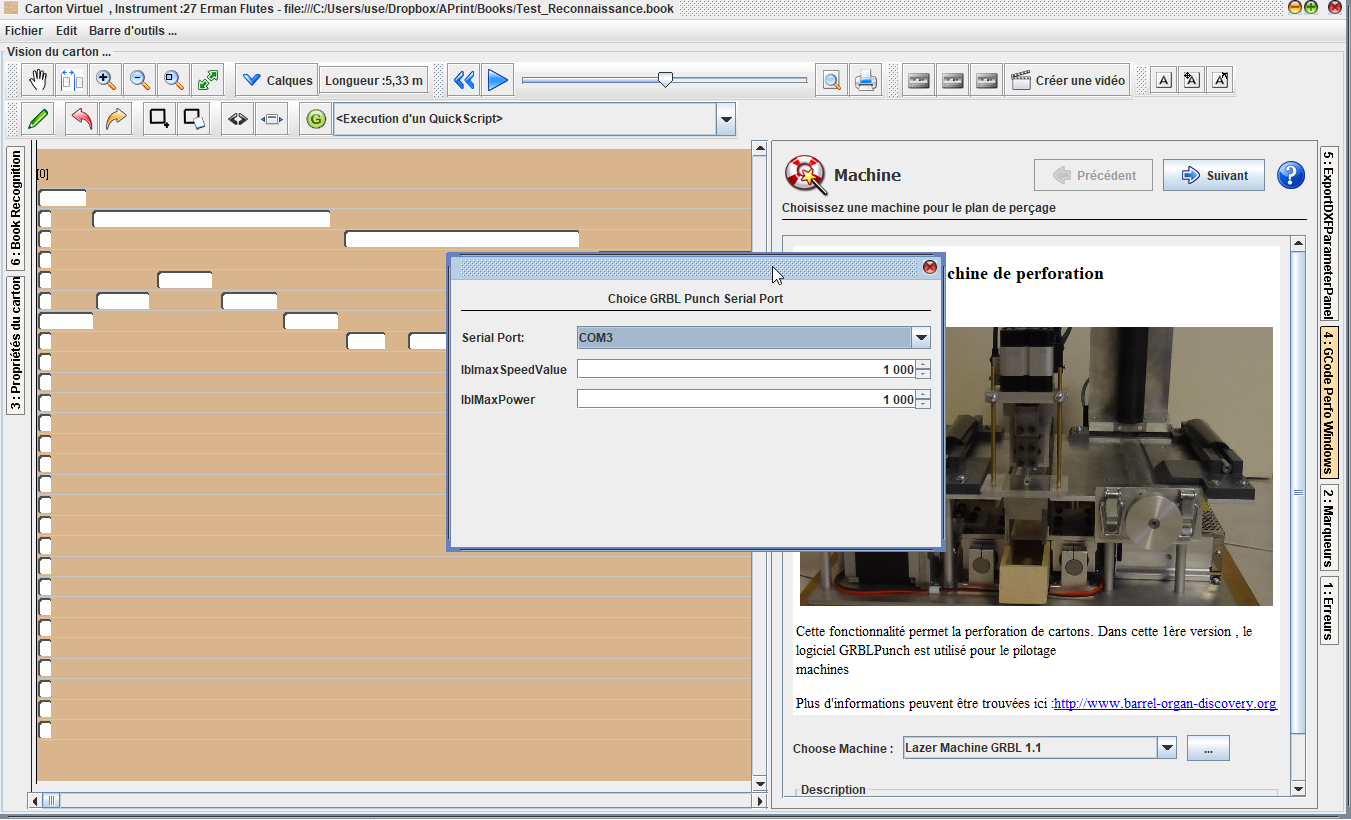 Carton Virtuel , Instrument :27 Erman Flutes - file:///C:/Users/use/Dropbox/APrint/Books/Test_Reconnaissance.book
Fichier Edit Barre d'outils ...
Vision du carton ...
Calques
Longueur :5,33 m
Créer une vidéo
A
A
A
G
<Execution d'un QuickScript>
6 : Book Recognition
3 : Propriétés du carton
[0]
Machine
Précédent
Suivant
?
Choisissez une machine pour le plan de perçage
chine de perforation
Choice GRBL Punch Serial Port
Serial Port:
COM3
lblmaxSpeedValue
1 000
lblMaxPower
1 000
Cette fonctionnalité permet la perforation de cartons. Dans cette 1ère version , le
logiciel GRBLPunch est utilisé pour le pilotage
machines
Plus d'informations peuvent être trouvées ici :http://www.barrel-organ-discovery.org
Choose Machine :
Lazer Machine GRBL 1.1
...
Description
5 : ExportDXFParameterPanel
4 : GCode Perfo Windows
2 : Marqueurs
1 : Erreurs